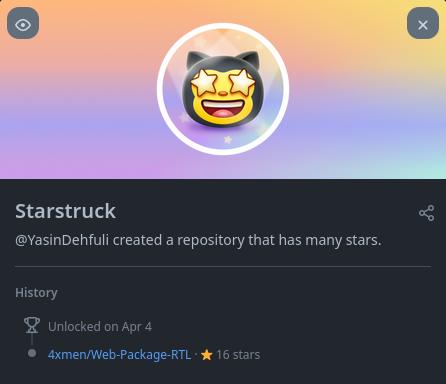 Starstruck
@YasinDehfuli created a repository that has many stars.
History
Unlocked on Apr 4
4xmen/Web-Package-RTL · ⭐ 16 stars